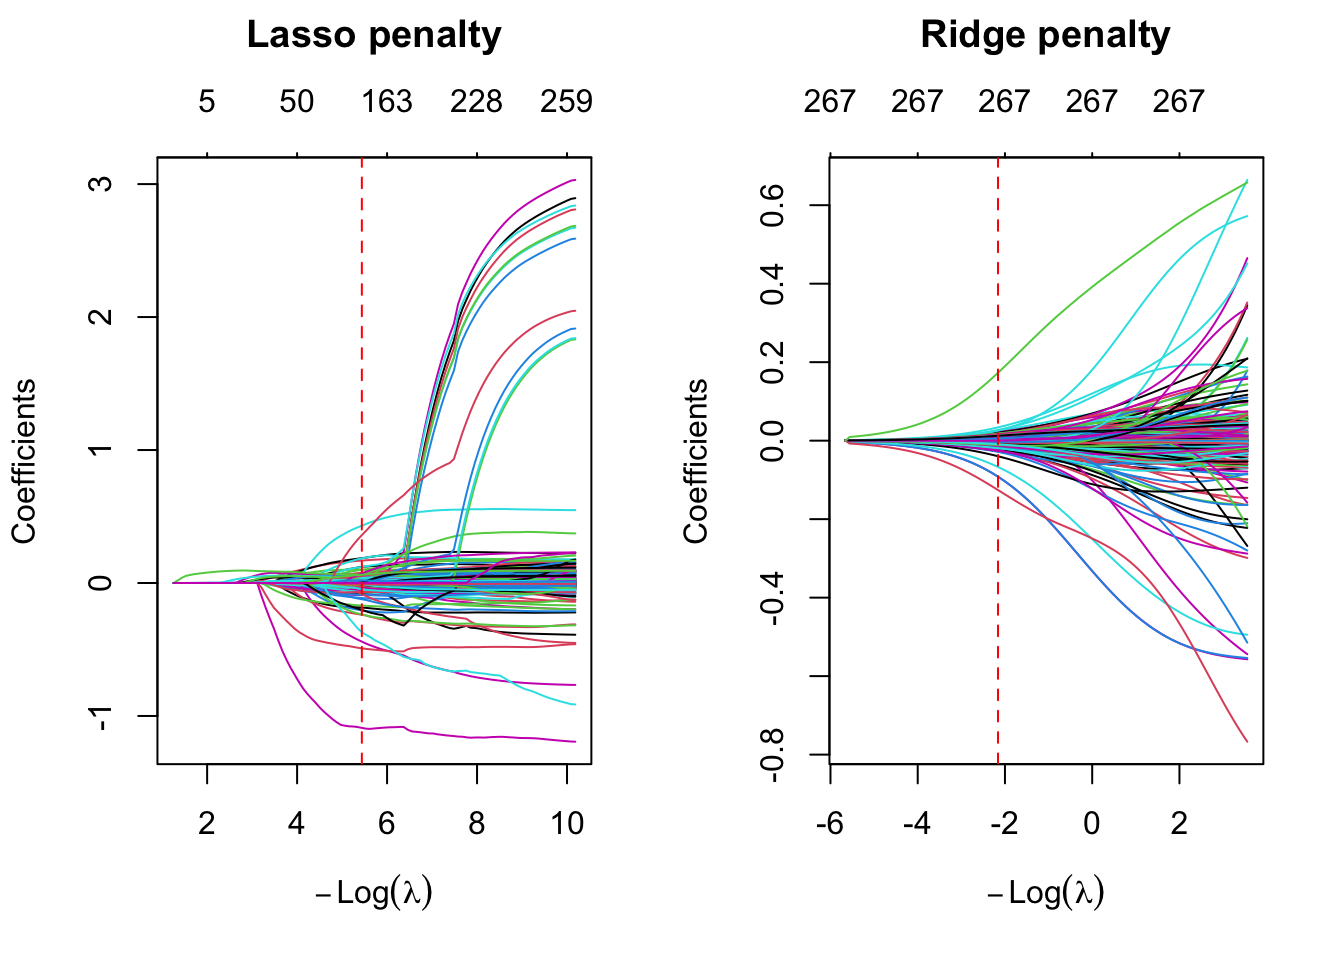 Lasso penalty
5 50 163 228 259
3
2
1
0
-1
Coefficients
2 4 6 8 10
−Log(λ)
Ridge penalty
267 267 267 267 267
0.6
0.4
0.2
0.0
-0.4
-0.8
Coefficients
-6 -4 -2 0 2
−Log(λ)